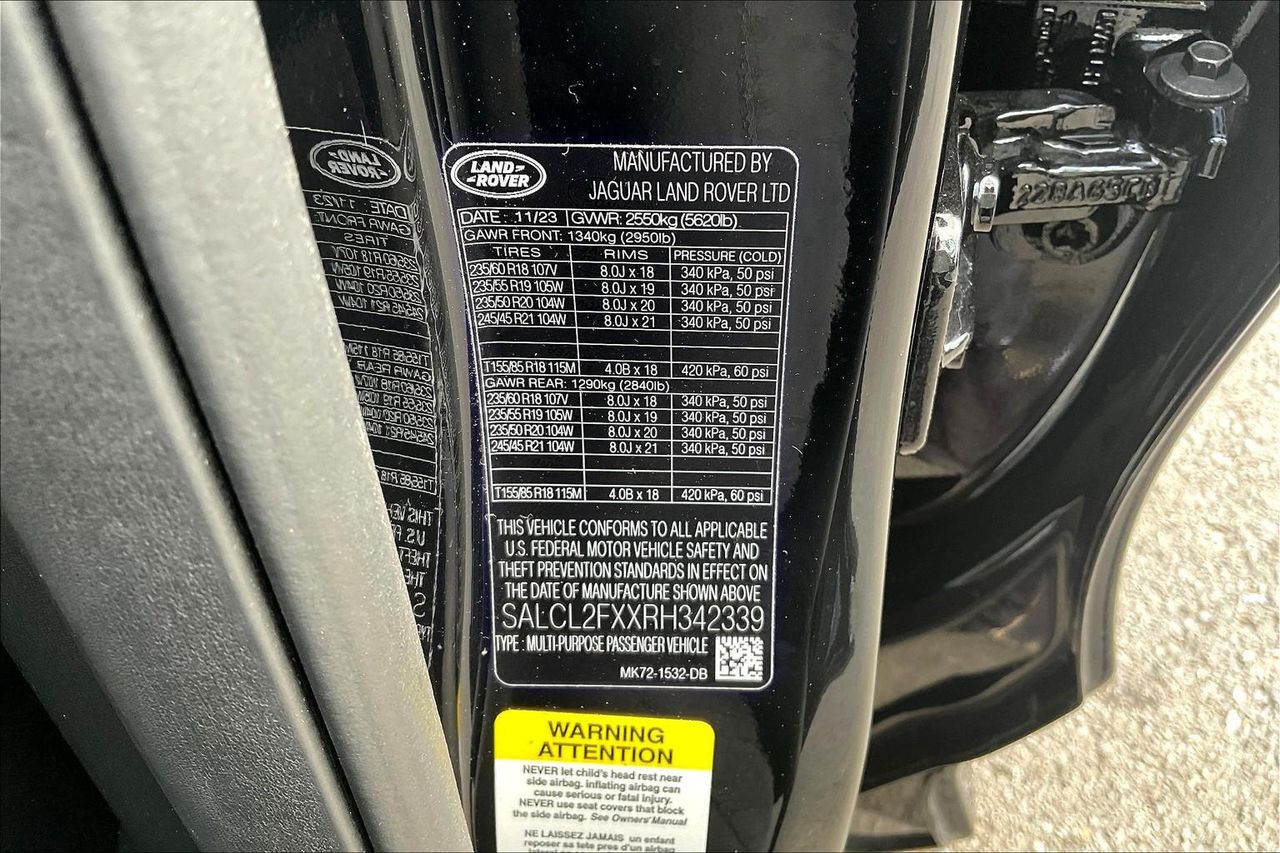 LAND-
-ROVER
MANUFACTURED BY
JAGUAR LAND ROVER LTD
DATE : 11/23 GVWR: 2550kg (5620lb)
GAWR FRONT: 1340kg (2950lb)
TIRES RIMS PRESSURE (COLD)
235/60 R18 107V 8.0J x 18 340 kPa, 50 psi
235/55 R19 105W 8.0J x 19 340 kPa, 50 psi
235/50 R20 104W 8.0J x 20 340 kPa, 50 psi
245/45 R21 104W 8.0J x 21 340 kPa, 50 psi
T155/85 R18 115M 4.0B x 18 420 kPa, 60 psi
GAWR REAR: 1290kg (2840lb)
235/60 R18 107V 8.0J x 18 340 kPa, 50 psi
235/55 R19 105W 8.0J x 19 340 kPa, 50 psi
235/50 R20 104W 8.0J x 20 340 kPa, 50 psi
245/45 R21 104W 8.0J x 21 340 kPa, 50 psi
T155/85 R18 115M 4.0B x 18 420 kPa, 60 psi
THIS VEHICLE CONFORMS TO ALL APPLICABLE
U.S. FEDERAL MOTOR VEHICLE SAFETY AND
THEFT PREVENTION STANDARDS IN EFFECT ON
THE DATE OF MANUFACTURE SHOWN ABOVE
SALCL2FXXRH342339
TYPE : MULTI-PURPOSE PASSENGER VEHICLE
MK72-1532-DB
WARNING
ATTENTION
NEVER let child's head rest near
side airbag. inflating airbag can
cause serious or fatal injury.
NEVER use seat covers that block
the side airbag. See Owners' Manual
NE LAISSEZ JAMAIS un enfant
reposer sa tete pres d'un airbag